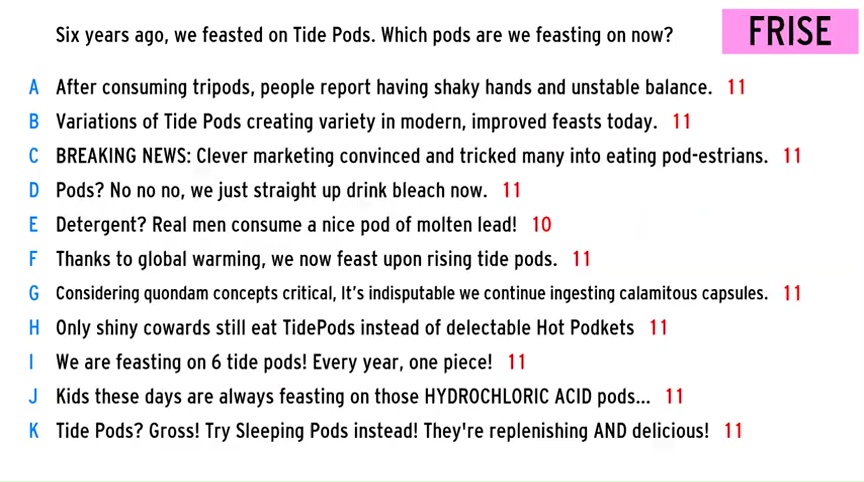 Six years ago, we feasted on Tide Pods. Which pods are we feasting on now?
FRISE
A After consuming tripods, people report having shaky hands and unstable balance. 11
B Variations of Tide Pods creating variety in modern, improved feasts today. 11
C BREAKING NEWS: Clever marketing convinced and tricked many into eating pod-estrians. 11
D Pods? No no no, we just straight up drink bleach now. 11
E Detergent? Real men consume a nice pod of molten lead! 10
F Thanks to global warming, we now feast upon rising tide pods. 11
G Considering quondam concepts critical, It's indisputable we continue ingesting calamitous capsules. 11
H Only shiny cowards still eat TidePods instead of delectable Hot Podkets 11
I We are feasting on 6 tide pods! Every year, one piece! 11
J Kids these days are always feasting on those HYDROCHLORIC ACID pods... 11
K Tide Pods? Gross! Try Sleeping Pods instead! They're replenishing AND delicious! 11